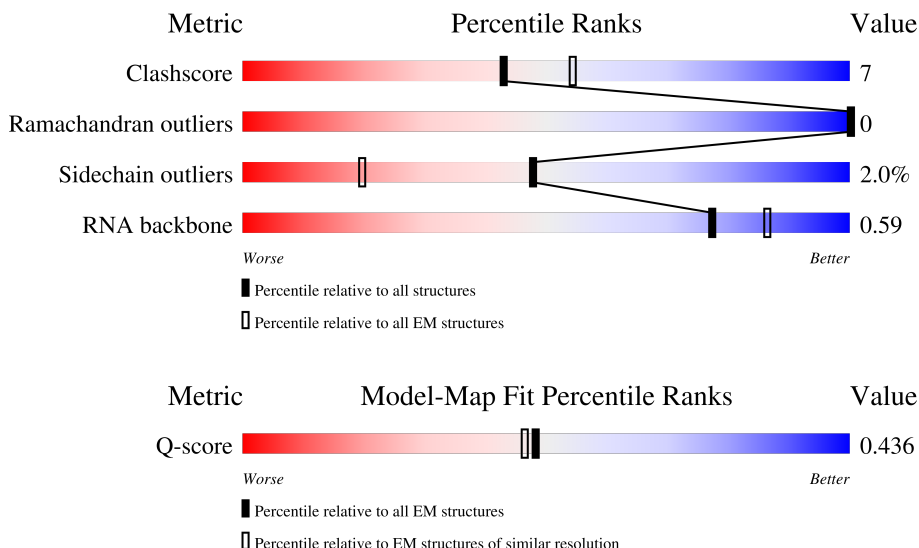 Metric Percentile Ranks Value
Clashscore 7
Ramachandran outliers 0
Sidechain outliers 2.0%
RNA backbone 0.59
Worse Better
Percentile relative to all structures
Percentile relative to all EM structures
Metric Model-Map Fit Percentile Ranks Value
Q-score 0.436
Worse Better
Percentile relative to all EM structures
Percentile relative to EM structures of similar resolution